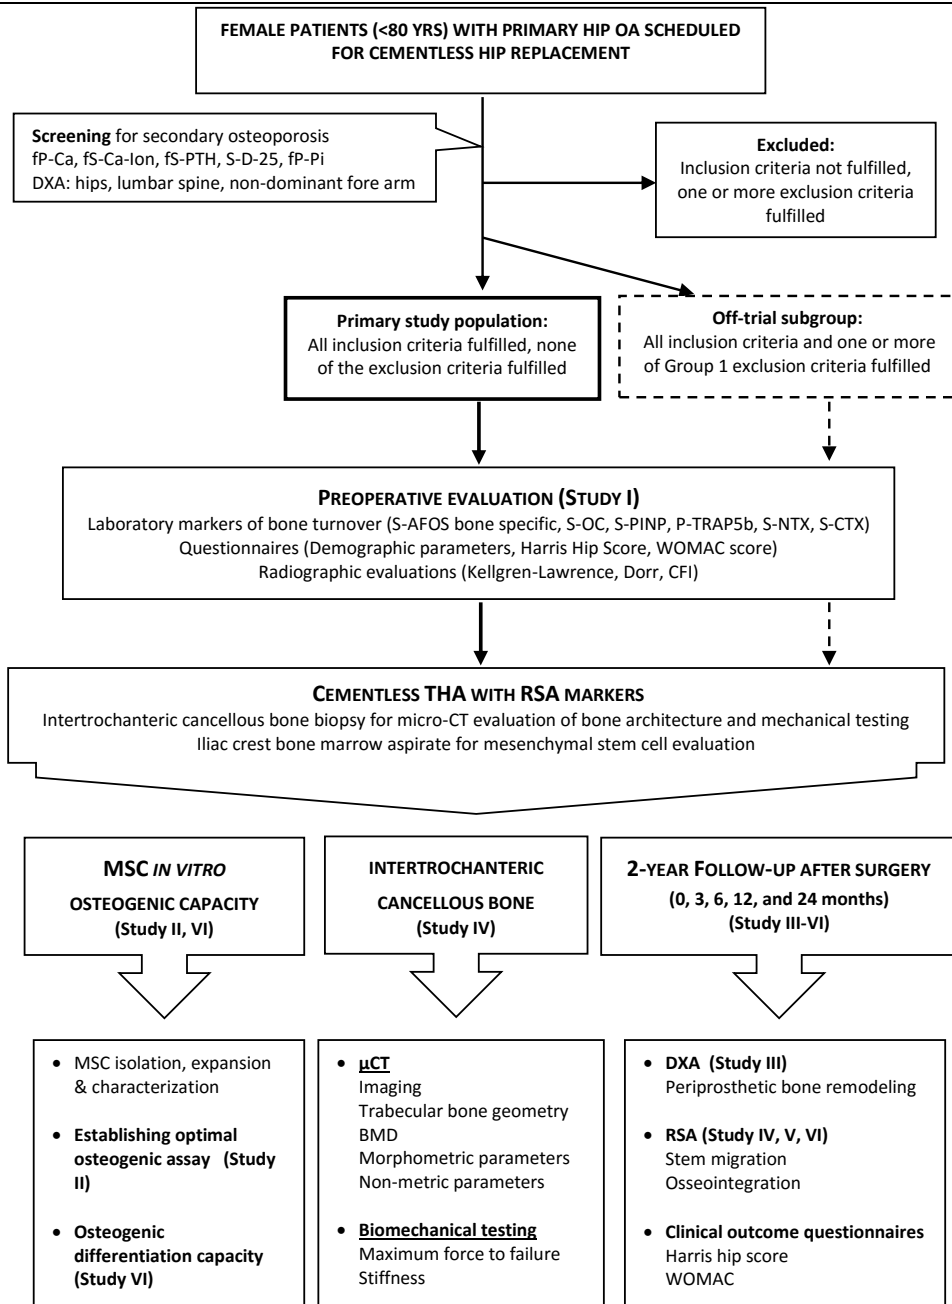 FEMALE PATIENTS (<80 YRS) WITH PRIMARY HIP OA SCHEDULED
FOR CEMENTLESS HIP REPLACEMENT
Screening for secondary osteoporosis
fP-Ca, fS-Ca-Ion, fS-PTH, S-D-25, fP-Pi
DXA: hips, lumbar spine, non-dominant fore arm
Excluded:
Inclusion criteria not fulfilled,
one or more exclusion criteria
fulfilled
Primary study population:
All inclusion criteria fulfilled, none
of the exclusion criteria fulfilled
Off-trial subgroup:
All inclusion criteria and one or more
of Group 1 exclusion criteria fulfilled
PREOPERATIVE EVALUATION (STUDY I)
Laboratory markers of bone turnover (S-AFOS bone specific, S-OC, S-PINP, P-TRAP5b, S-NTX, S-CTX)
Questionnaires (Demographic parameters, Harris Hip Score, WOMAC score)
Radiographic evaluations (Kellgren-Lawrence, Dorr, CFI)
CEMENTLESS THA WITH RSA MARKERS
Intertrochanteric cancellous bone biopsy for micro-CT evaluation of bone architecture and mechanical testing
Iliac crest bone marrow aspirate for mesenchymal stem cell evaluation
MSC IN VITRO
OSTEOGENIC CAPACITY
(Study II, VI)
INTERTROCHANTERIC
CANCELLOUS BONE
(Study IV)
2-YEAR FOLLOW-UP AFTER SURGERY
(0, 3, 6, 12, and 24 months)
(Study III-VI)
• MSC isolation, expansion
& characterization
• Establishing optimal
osteogenic assay (Study
II)
• Osteogenic
differentiation capacity
(Study VI)
• µCT
Imaging
Trabecular bone geometry
BMD
Morphometric parameters
Non-metric parameters
• Biomechanical testing
Maximum force to failure
Stiffness
• DXA (Study III)
Periprosthetic bone remodeling
• RSA (Study IV, V, VI)
Stem migration
Osseointegration
• Clinical outcome questionnaires
Harris hip score
WOMAC